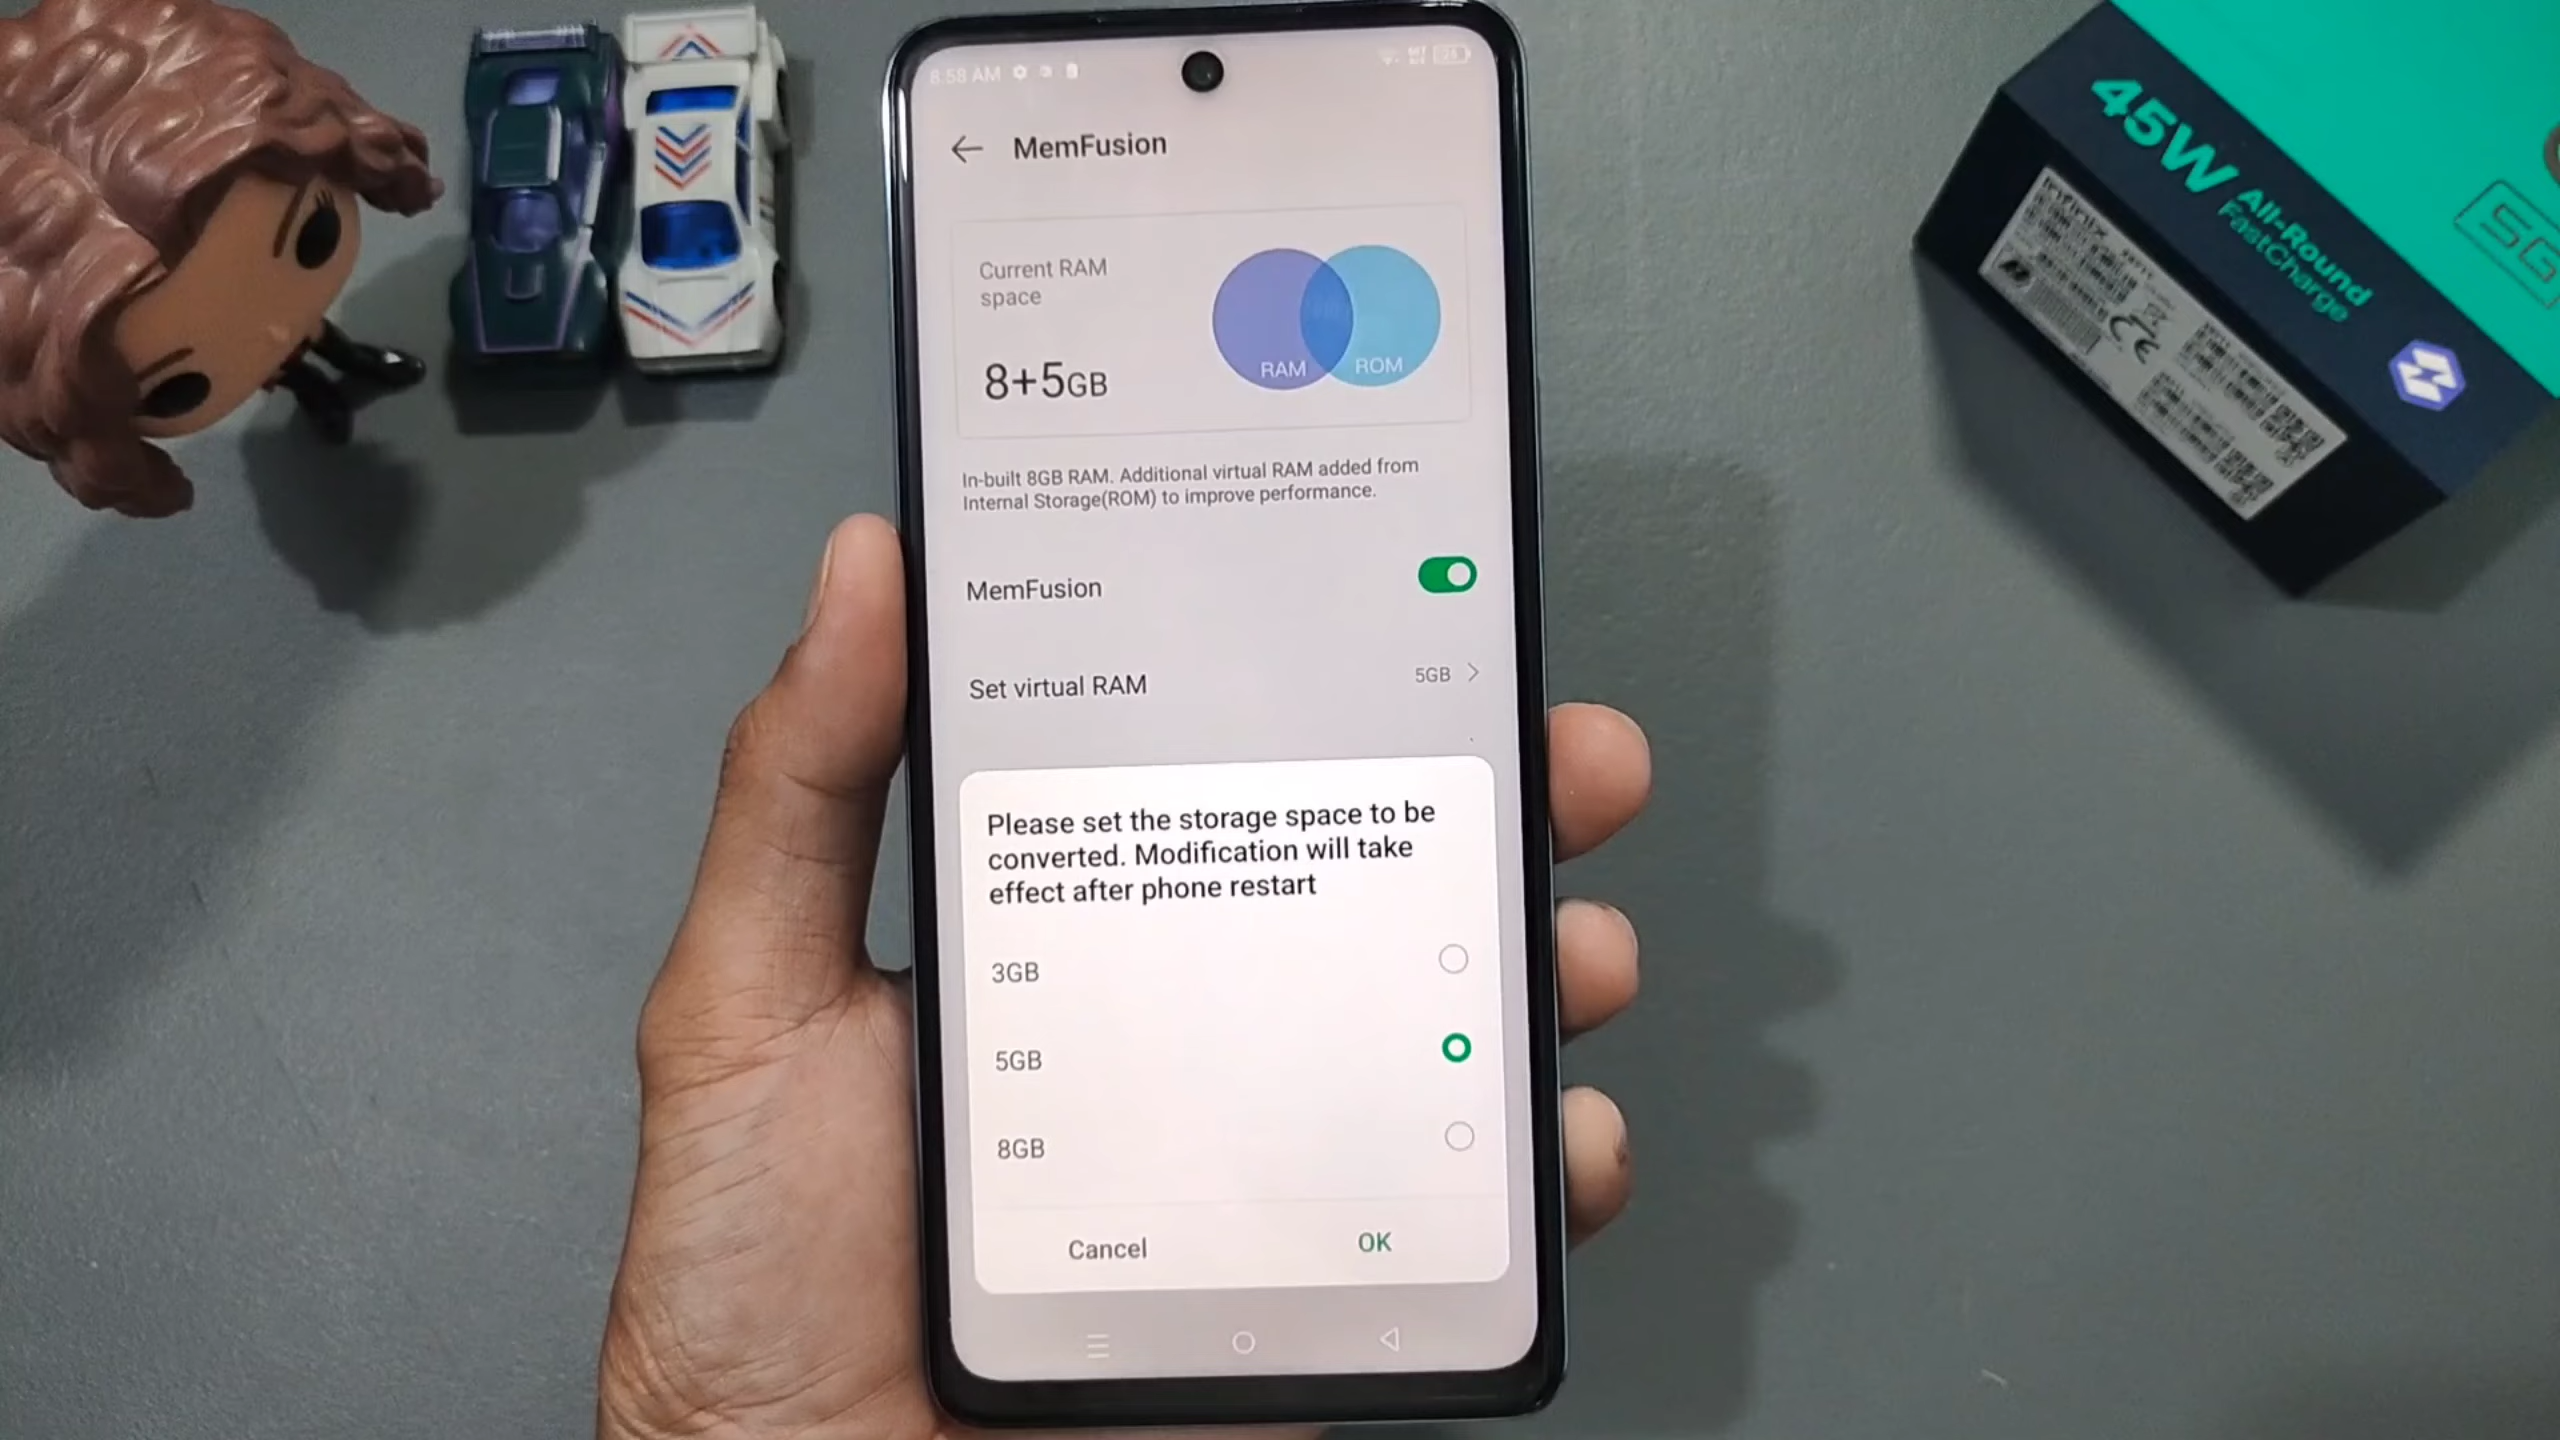 8:58 AM
MemFusion
Current RAM
space
8+5GB
RAM
ROM
In-built 8GB RAM. Additional virtual RAM added from
Internal Storage(ROM) to improve performance.
MemFusion
Set virtual RAM
5GB
Please set the storage space to be
converted. Modification will take
effect after phone restart
3GB
5GB
8GB
Cancel
OK
45W
All-Round
FastCharge
5G
Infinix
CE